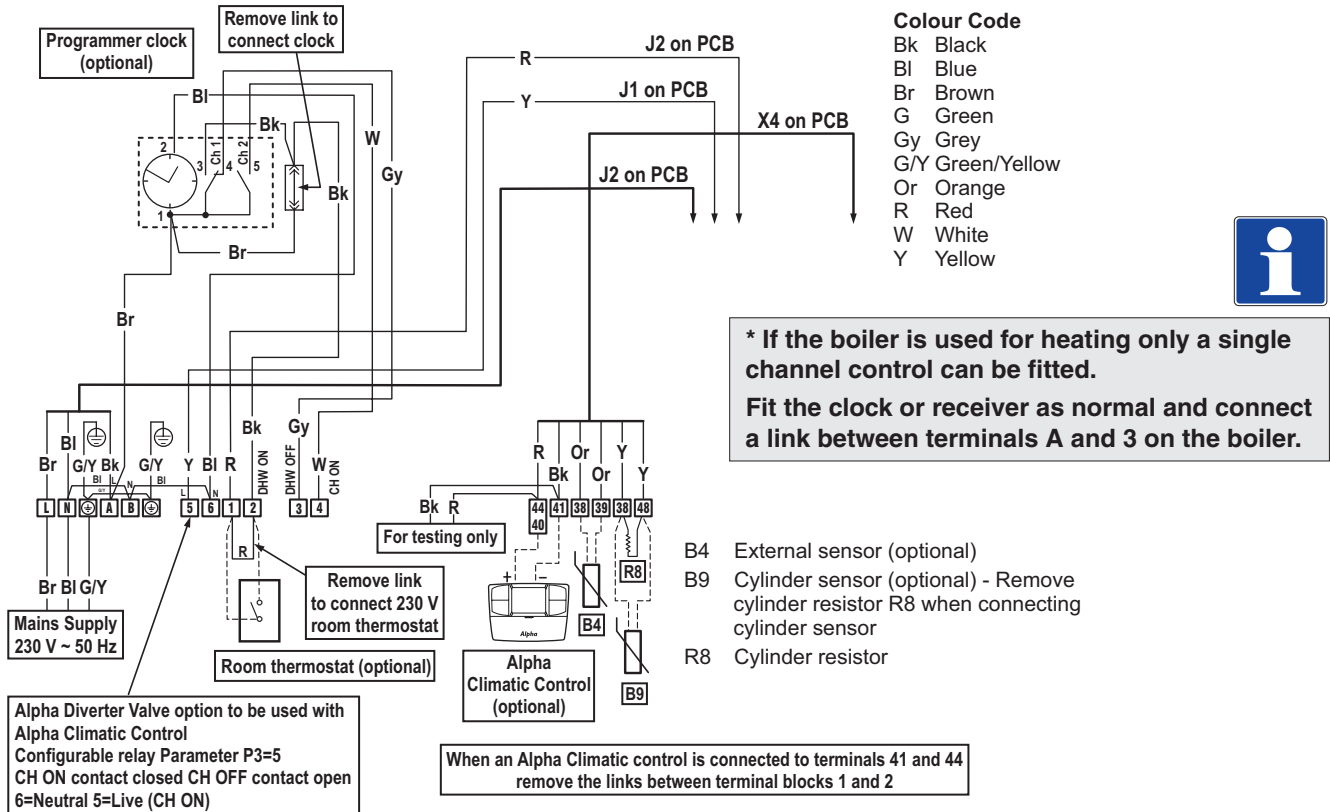 Programmer clock
(optional)
Remove link to
connect clock
R
J2 on PCB
Y
J1 on PCB
X4 on PCB
J2 on PCB
Bl
2
Bk
3
Ch 1
4
Ch 2
5
1
W
Gy
Bk
Br
Br
Colour Code
Bk Black
Bl Blue
Br Brown
G Green
Gy Grey
G/Y Green/Yellow
Or Orange
R Red
W White
Y Yellow
i
* If the boiler is used for heating only a single
channel control can be fitted.
Fit the clock or receiver as normal and connect
a link between terminals A and 3 on the boiler.
Br Bl G/Y Bk G/Y Y Bl R Bk Gy W
DHW ON
DHW OFF
CH ON
Bl L N Bl
G/Y
L N
L N A B 5 6 1 2 3 4
R
Br Bl G/Y
Mains Supply
230 V ~ 50 Hz
Remove link
to connect 230 V
room thermostat
Room thermostat (optional)
Alpha Diverter Valve option to be used with
Alpha Climatic Control
Configurable relay Parameter P3=5
CH ON contact closed CH OFF contact open
6=Neutral 5=Live (CH ON)
R Bk Or Or Y Y
Bk R
For testing only
44 41 38 39 38 48
40
R8
+ −
Alpha
B4
B9
Alpha
Climatic Control
(optional)
When an Alpha Climatic control is connected to terminals 41 and 44
remove the links between terminal blocks 1 and 2
B4 External sensor (optional)
B9 Cylinder sensor (optional) - Remove
cylinder resistor R8 when connecting
cylinder sensor
R8 Cylinder resistor